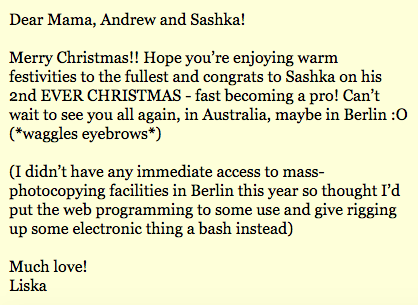 Dear Mama, Andrew and Sashka!
Merry Christmas!! Hope you’re enjoying warm
festivities to the fullest and congrats to Sashka on his
2nd EVER CHRISTMAS - fast becoming a pro! Can’t
wait to see you all again, in Australia, maybe in Berlin :O
(*waggles eyebrows*)
(I didn’t have any immediate access to mass-
photocopying facilities in Berlin this year so thought I’d
put the web programming to some use and give rigging
up some electronic thing a bash instead)
Much love!
Liska